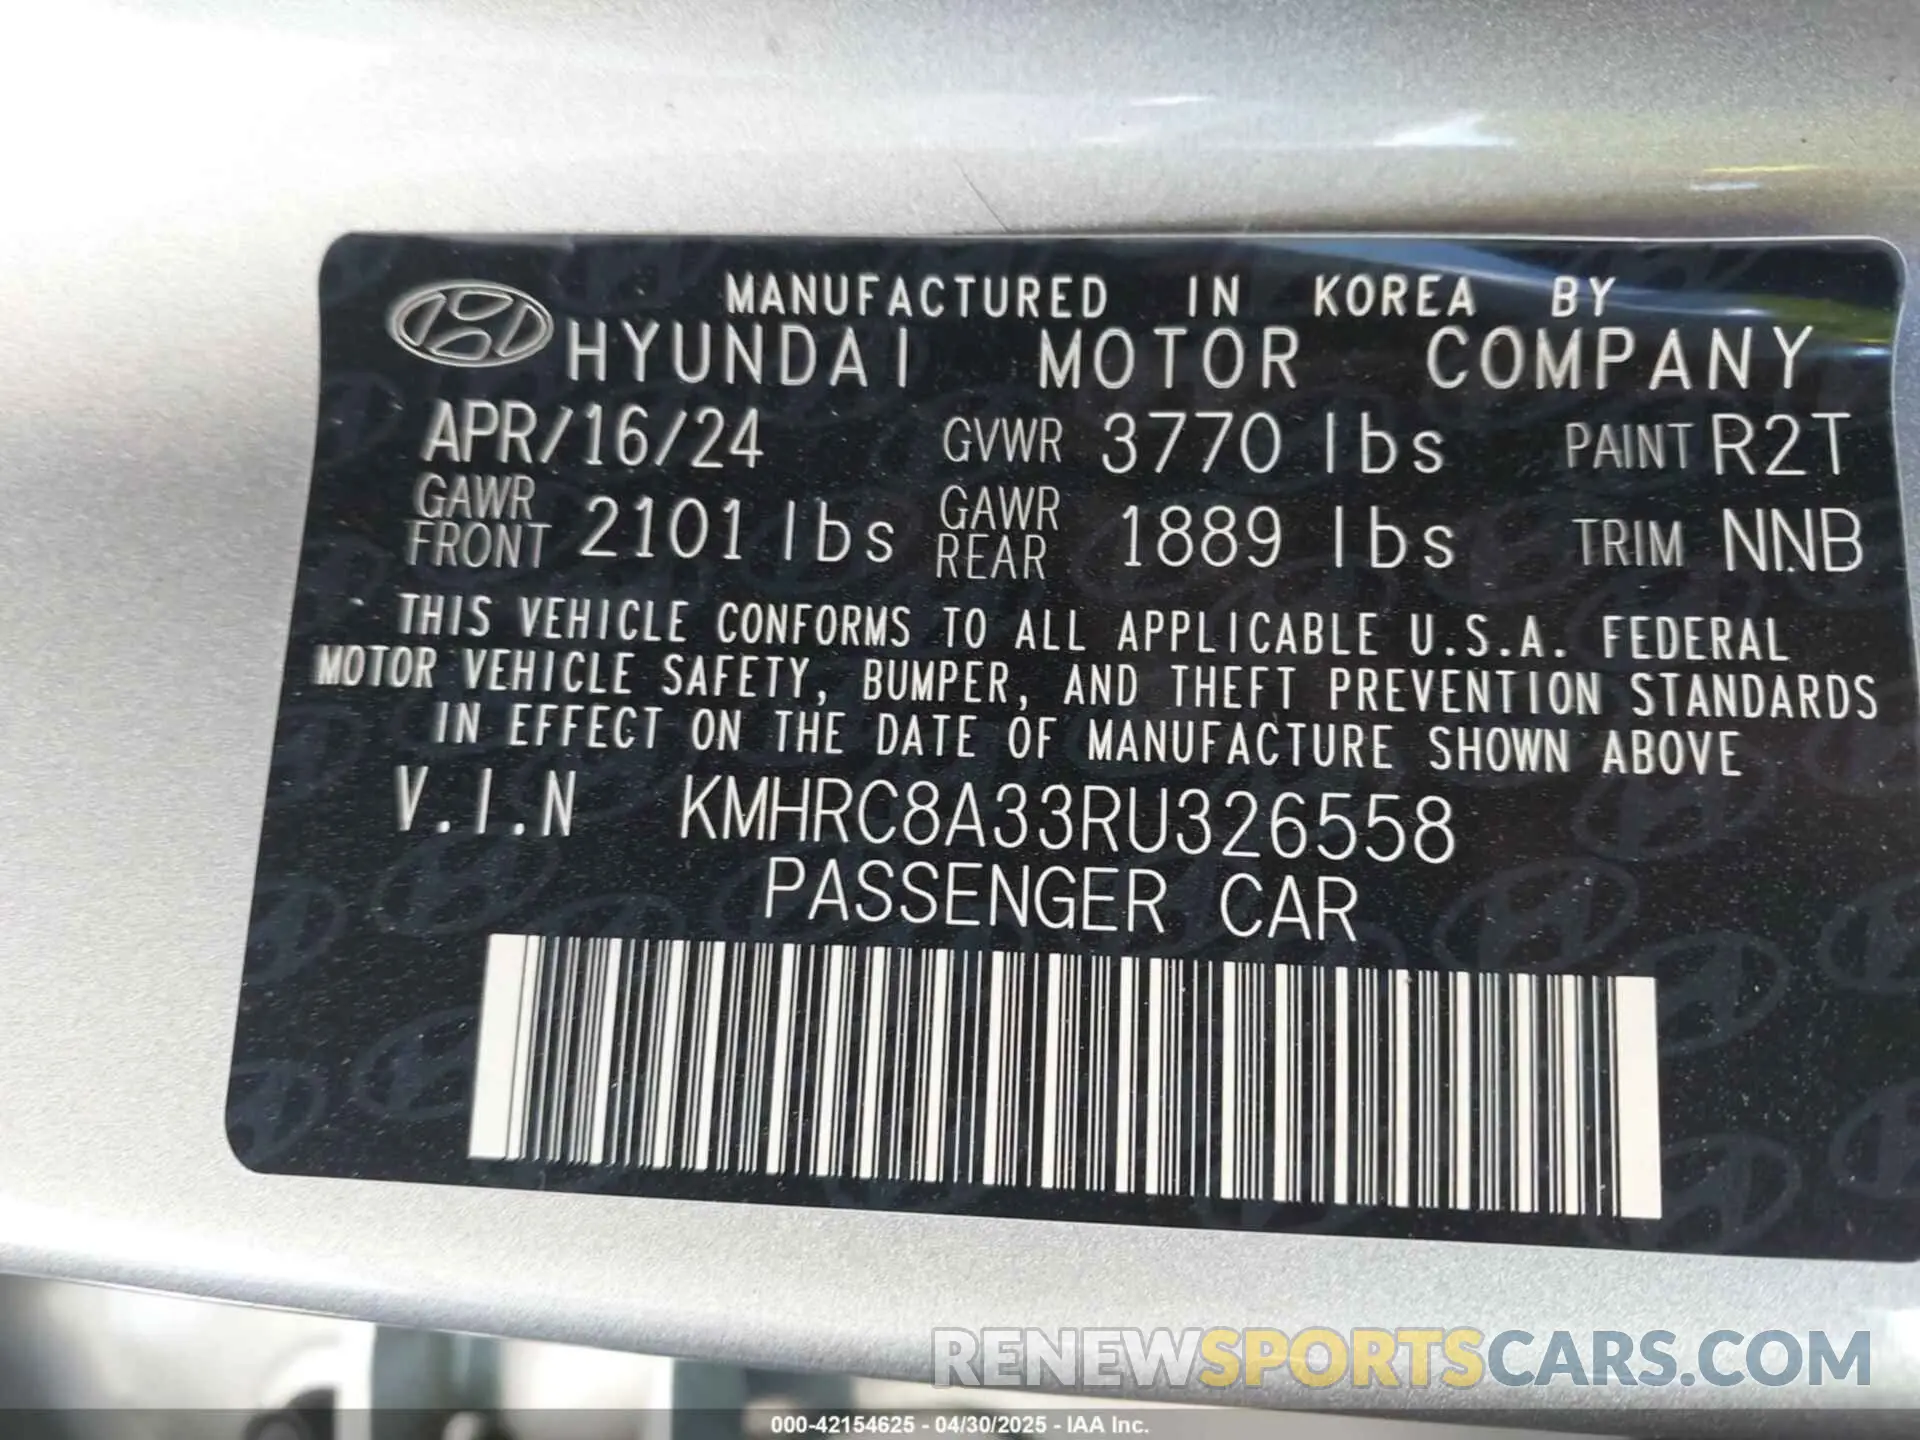 MANUFACTURED IN KOREA BY
HYUNDAI MOTOR COMPANY
APR/16/24 GVWR 3770 lbs PAINT R2T
GAWR FRONT 2101 lbs GAWR REAR 1889 lbs TRIM NNB
THIS VEHICLE CONFORMS TO ALL APPLICABLE U.S.A. FEDERAL
MOTOR VEHICLE SAFETY, BUMPER, AND THEFT PREVENTION STANDARDS
IN EFFECT ON THE DATE OF MANUFACTURE SHOWN ABOVE
V.I.N KMHRC8A33RU326558
PASSENGER CAR
RENEWSPORTSCARS.COM
000-42154625 - 04/30/2025 - IAA Inc.